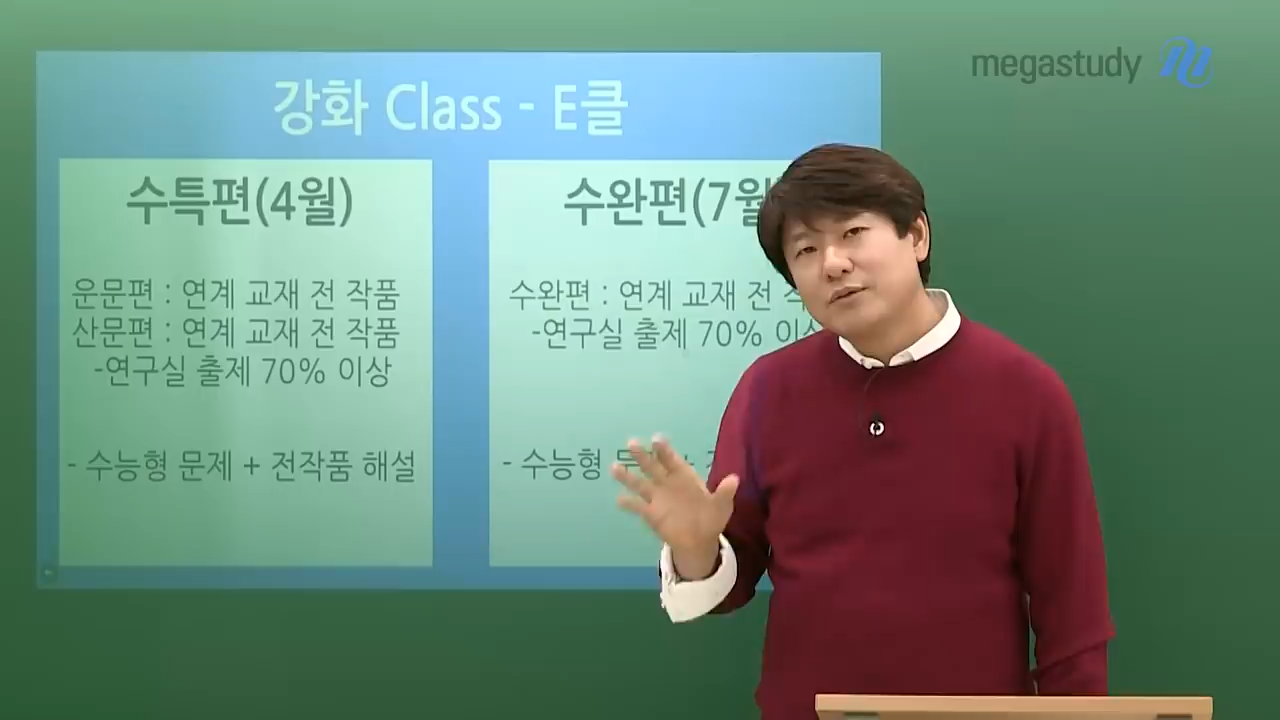 megastudy
강화 Class - E클
수특편(4월)
운문편 : 연계 교재 전 작품
산문편 : 연계 교재 전 작품
-연구실 출제 70% 이상
- 수능형 문제 + 전작품 해설
수완편(7월
수완편 : 연계 교재 전
-연구실 출제 70% 이상
- 수능형